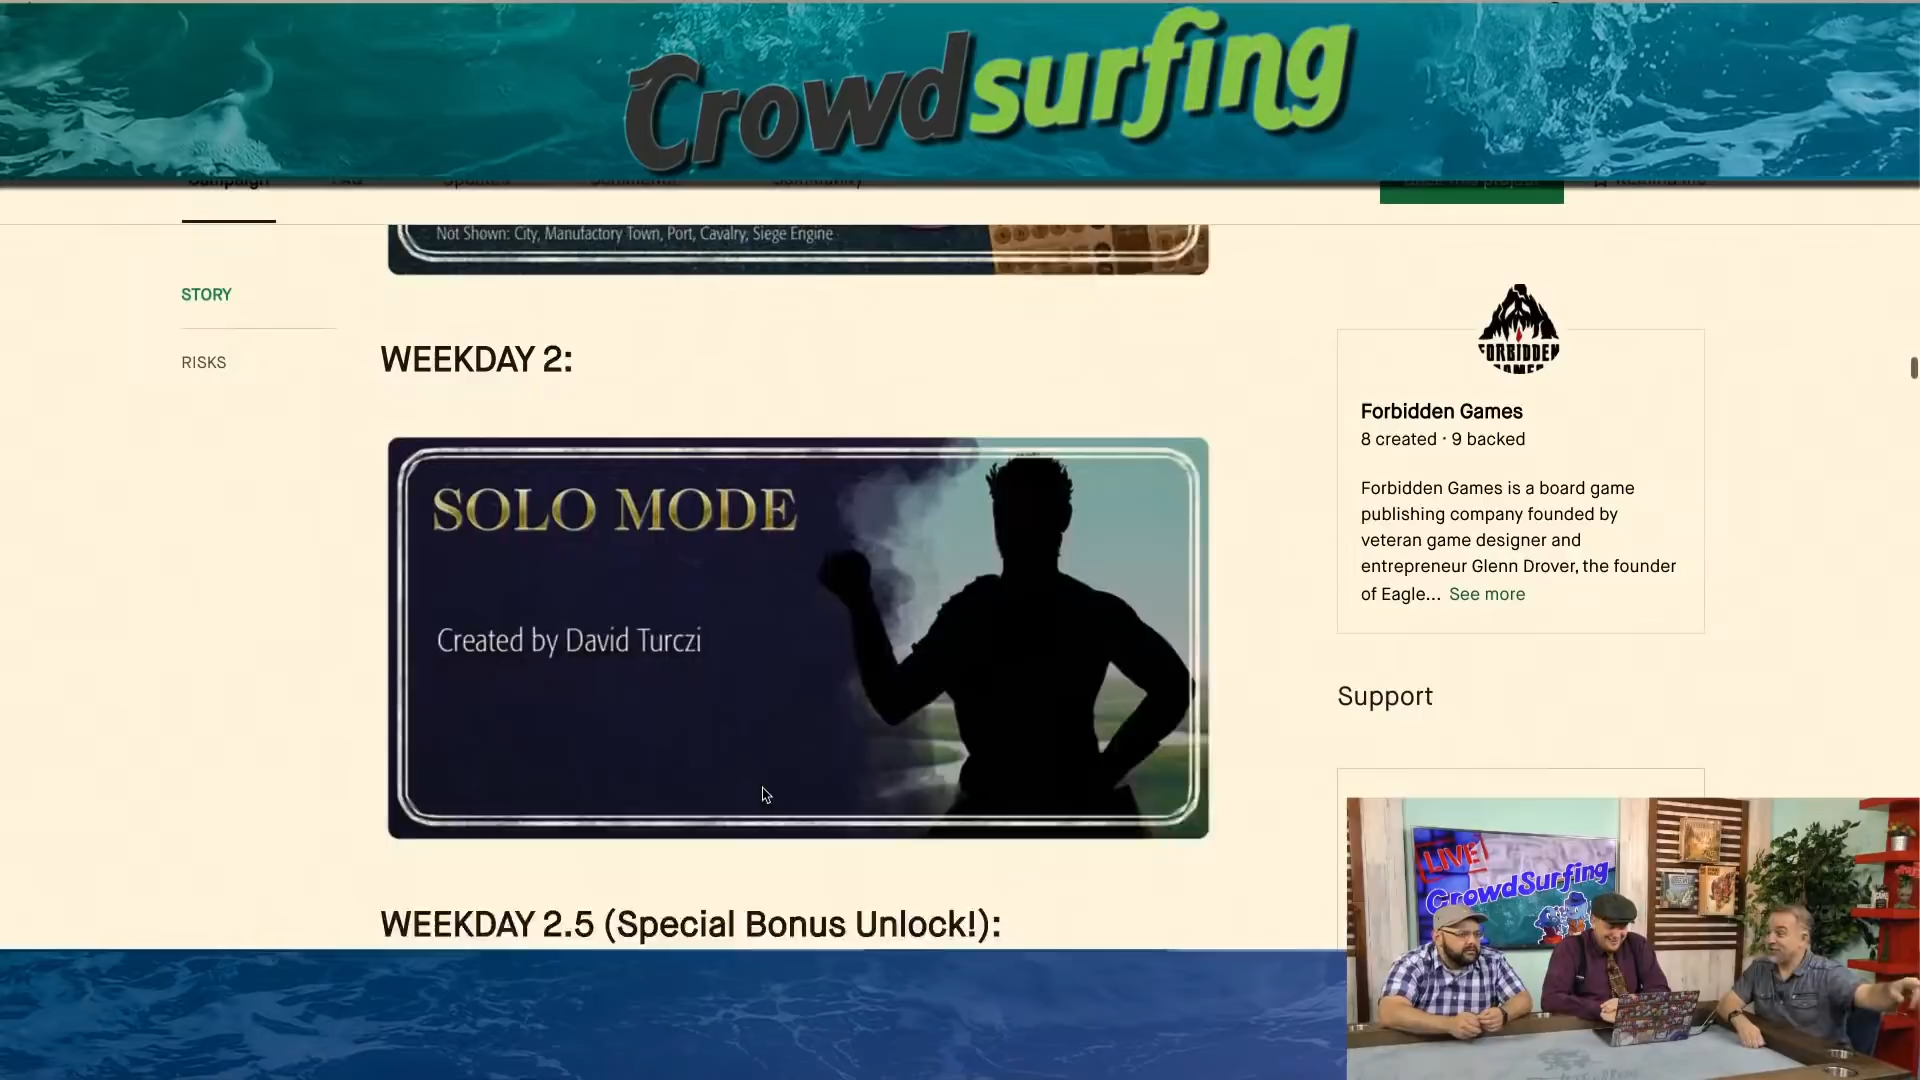 Crowdsurfing
Campaign
Not Shown: City, Manufactory Town, Port, Cavalry, Siege Engine
STORY
RISKS
WEEKDAY 2:
SOLO MODE
Created by David Turczi
WEEKDAY 2.5 (Special Bonus Unlock!):
FORBIDDEN
GAMES
Forbidden Games
8 created · 9 backed
Forbidden Games is a board game
publishing company founded by
veteran game designer and
entrepreneur Glenn Drover, the founder
of Eagle... See more
Support
LIVE
CrowdSurfing